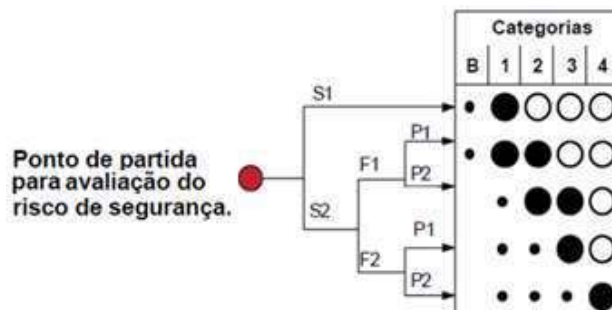 Categorias
B 1 2 3 4
S1
P1
Ponto de partida
para avaliação do
risco de segurança.
F1
P2
S2
P1
F2
P2